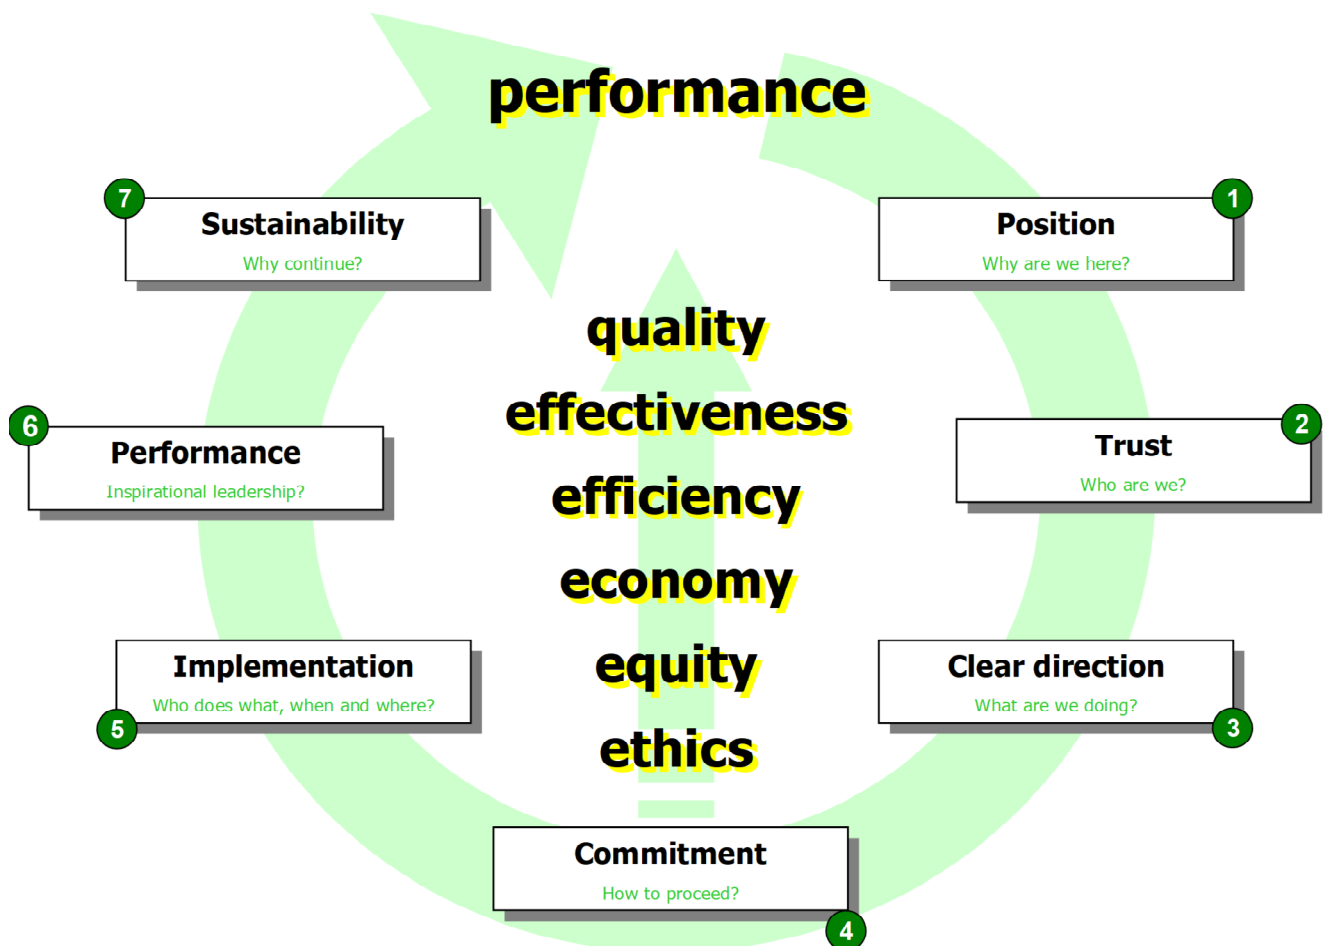 performance
7
Sustainability
Why continue?
1
Position
Why are we here?
quality
effectiveness
efficiency
economy
equity
ethics
6
Performance
Inspirational leadership?
2
Trust
Who are we?
Implementation
Who does what, when and where?
5
Clear direction
What are we doing?
3
Commitment
How to proceed?
4